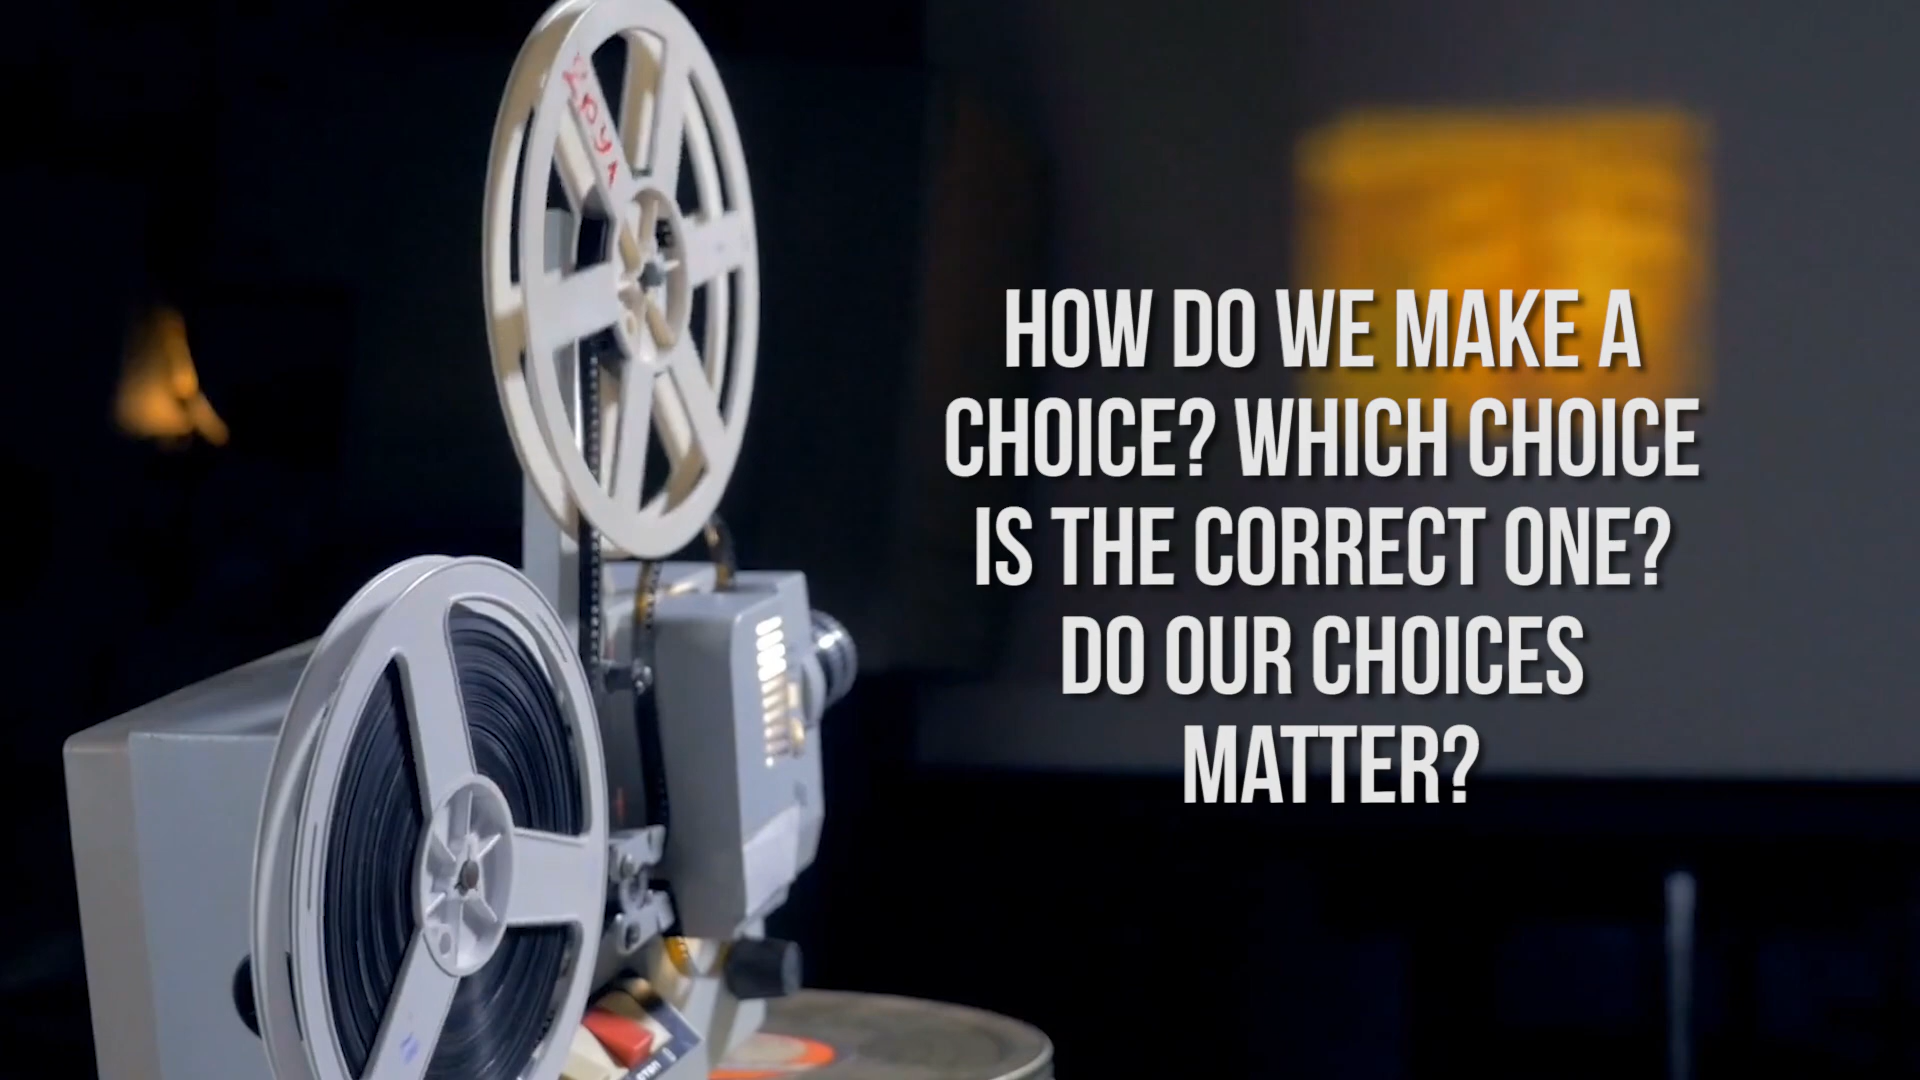 HOW DO WE MAKE A
CHOICE? WHICH CHOICE
IS THE CORRECT ONE?
DO OUR CHOICES
MATTER?